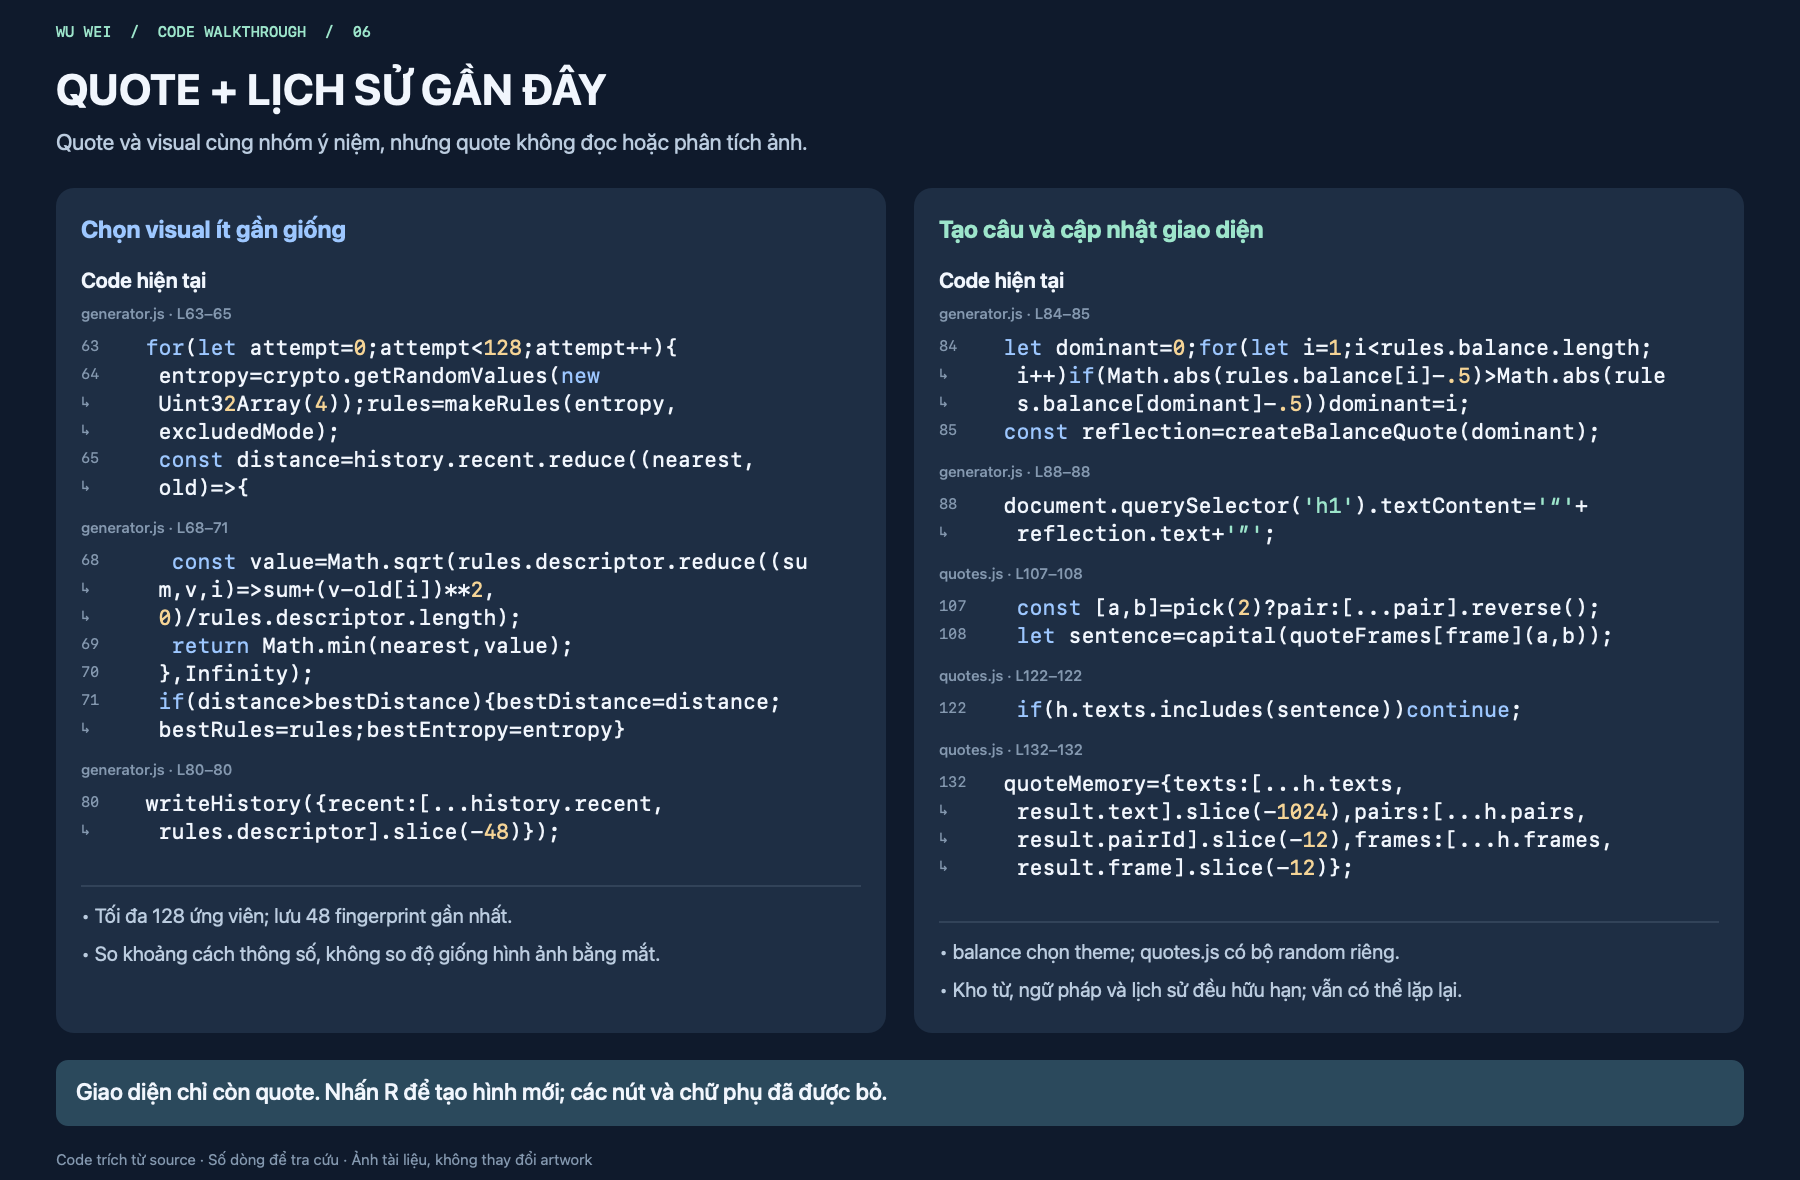 WU WEI / CODE WALKTHROUGH / 06
QUOTE + LỊCH SỬ GẦN ĐÂY
Quote và visual cùng nhóm ý niệm, nhưng quote không đọc hoặc phân tích ảnh.
Chọn visual ít gần giống
Code hiện tại
generator.js · L63–65
63 for(let attempt=0;attempt<128;attempt++){
64 entropy=crypto.getRandomValues(new
↳ Uint32Array(4));rules=makeRules(entropy,
↳ excludedMode);
65 const distance=history.recent.reduce((nearest,
↳ old)=>{
generator.js · L68–71
68 const value=Math.sqrt(rules.descriptor.reduce((su
↳ m,v,i)=>sum+(v-old[i])**2,
↳ 0)/rules.descriptor.length);
69 return Math.min(nearest,value);
70 },Infinity);
71 if(distance>bestDistance){bestDistance=distance;
↳ bestRules=rules;bestEntropy=entropy}
generator.js · L80–80
80 writeHistory({recent:[...history.recent,
↳ rules.descriptor].slice(-48)});
• Tối đa 128 ứng viên; lưu 48 fingerprint gần nhất.
• So khoảng cách thông số, không so độ giống hình ảnh bằng mắt.
Tạo câu và cập nhật giao diện
Code hiện tại
generator.js · L84–85
84 let dominant=0;for(let i=1;i<rules.balance.length;
↳ i++)if(Math.abs(rules.balance[i]-.5)>Math.abs(rule
↳ s.balance[dominant]-.5))dominant=i;
85 const reflection=createBalanceQuote(dominant);
generator.js · L88–88
88 document.querySelector('h1').textContent='“'+
↳ reflection.text+'”';
quotes.js · L107–108
107 const [a,b]=pick(2)?pair:[...pair].reverse();
108 let sentence=capital(quoteFrames[frame](a,b));
quotes.js · L122–122
122 if(h.texts.includes(sentence))continue;
quotes.js · L132–132
132 quoteMemory={texts:[...h.texts,
↳ result.text].slice(-1024),pairs:[...h.pairs,
↳ result.pairId].slice(-12),frames:[...h.frames,
↳ result.frame].slice(-12)};
• balance chọn theme; quotes.js có bộ random riêng.
• Kho từ, ngữ pháp và lịch sử đều hữu hạn; vẫn có thể lặp lại.
Giao diện chỉ còn quote. Nhấn R để tạo hình mới; các nút và chữ phụ đã được bỏ.
Code trích từ source · Số dòng để tra cứu · Ảnh tài liệu, không thay đổi artwork